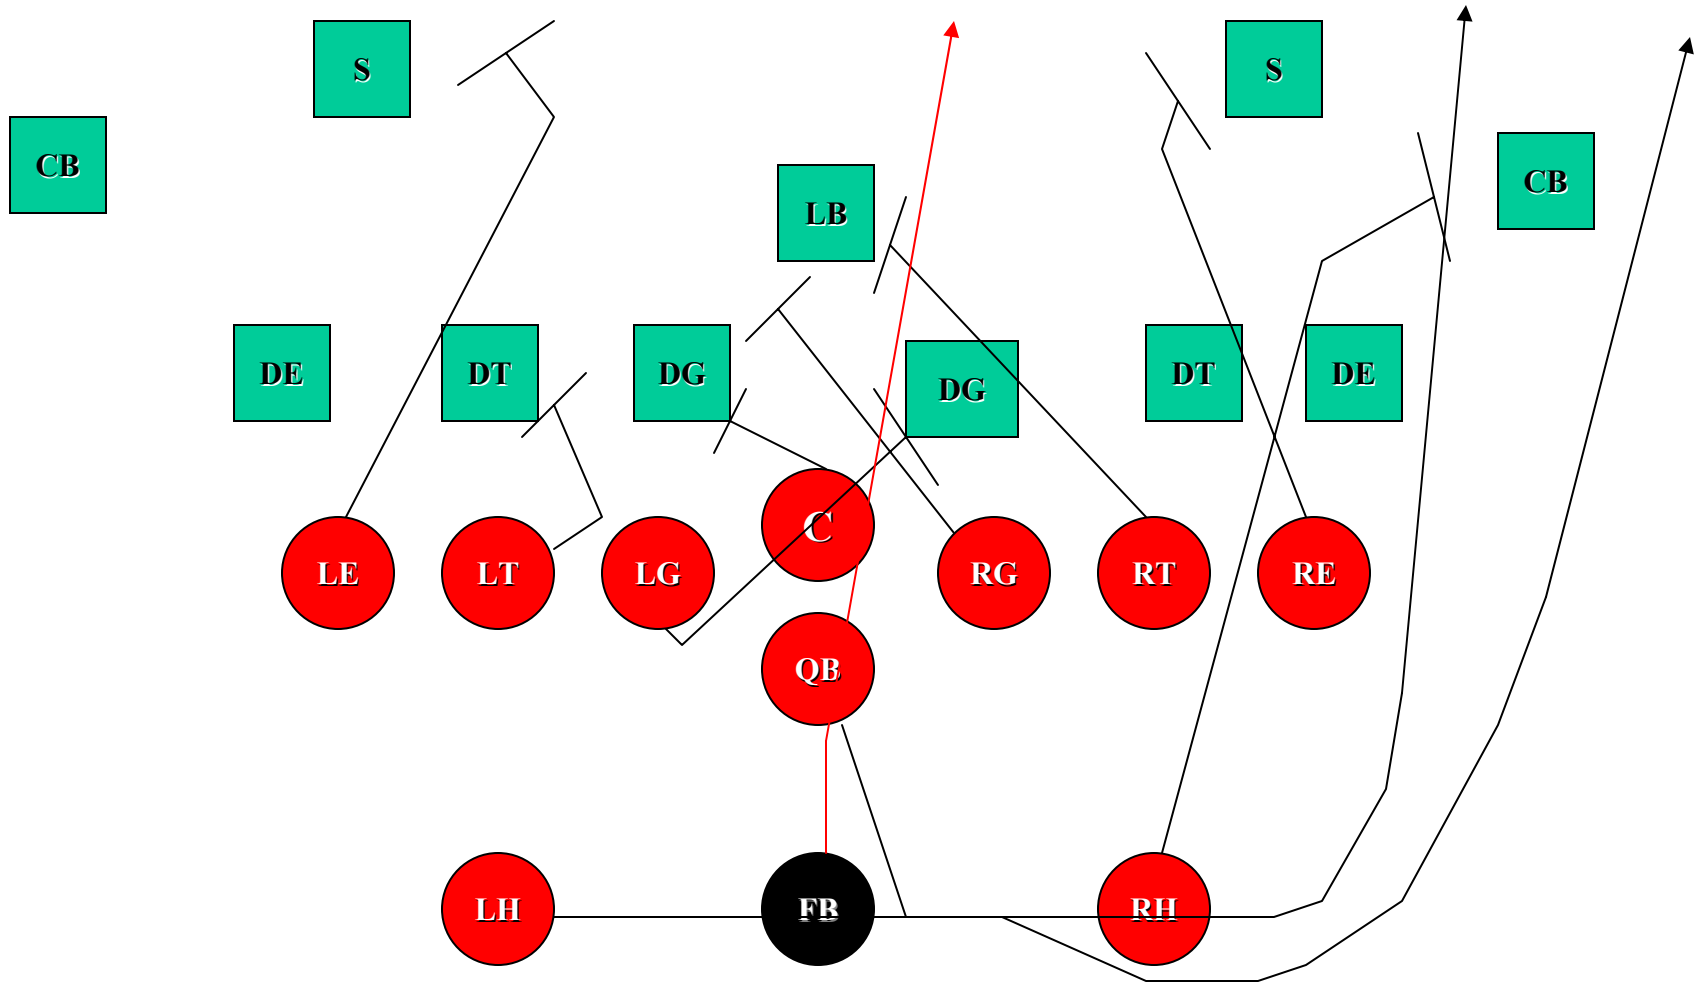 S
S
CB
CB
LB
DE
DT
DG
DG
DT
DE
C
LE
LT
LG
RG
RT
RE
QB
LH
FB
RH